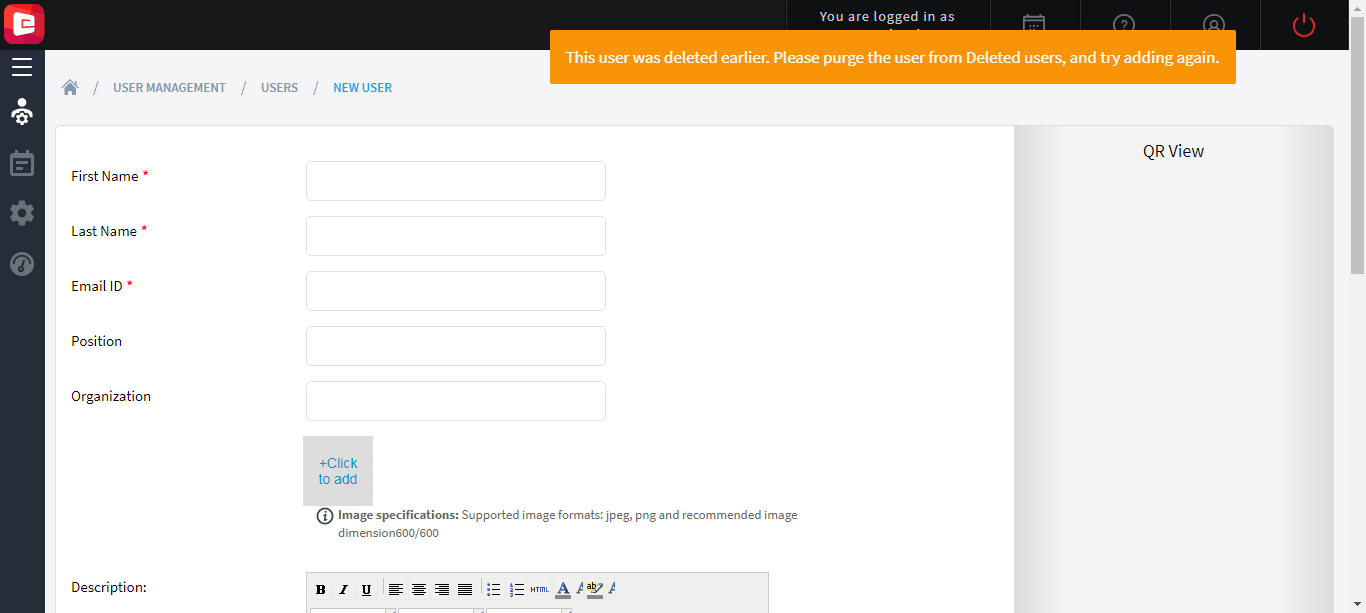 You are logged in as
This user was deleted earlier. Please purge the user from Deleted users, and try adding again.
/ USER MANAGEMENT / USERS / NEW USER
QR View
First Name *
Last Name *
Email ID *
Position
Organization
+Click
to add
Image specifications: Supported image formats: jpeg, png and recommended image
dimension600/600
Description:
B I U HTML A A ab A